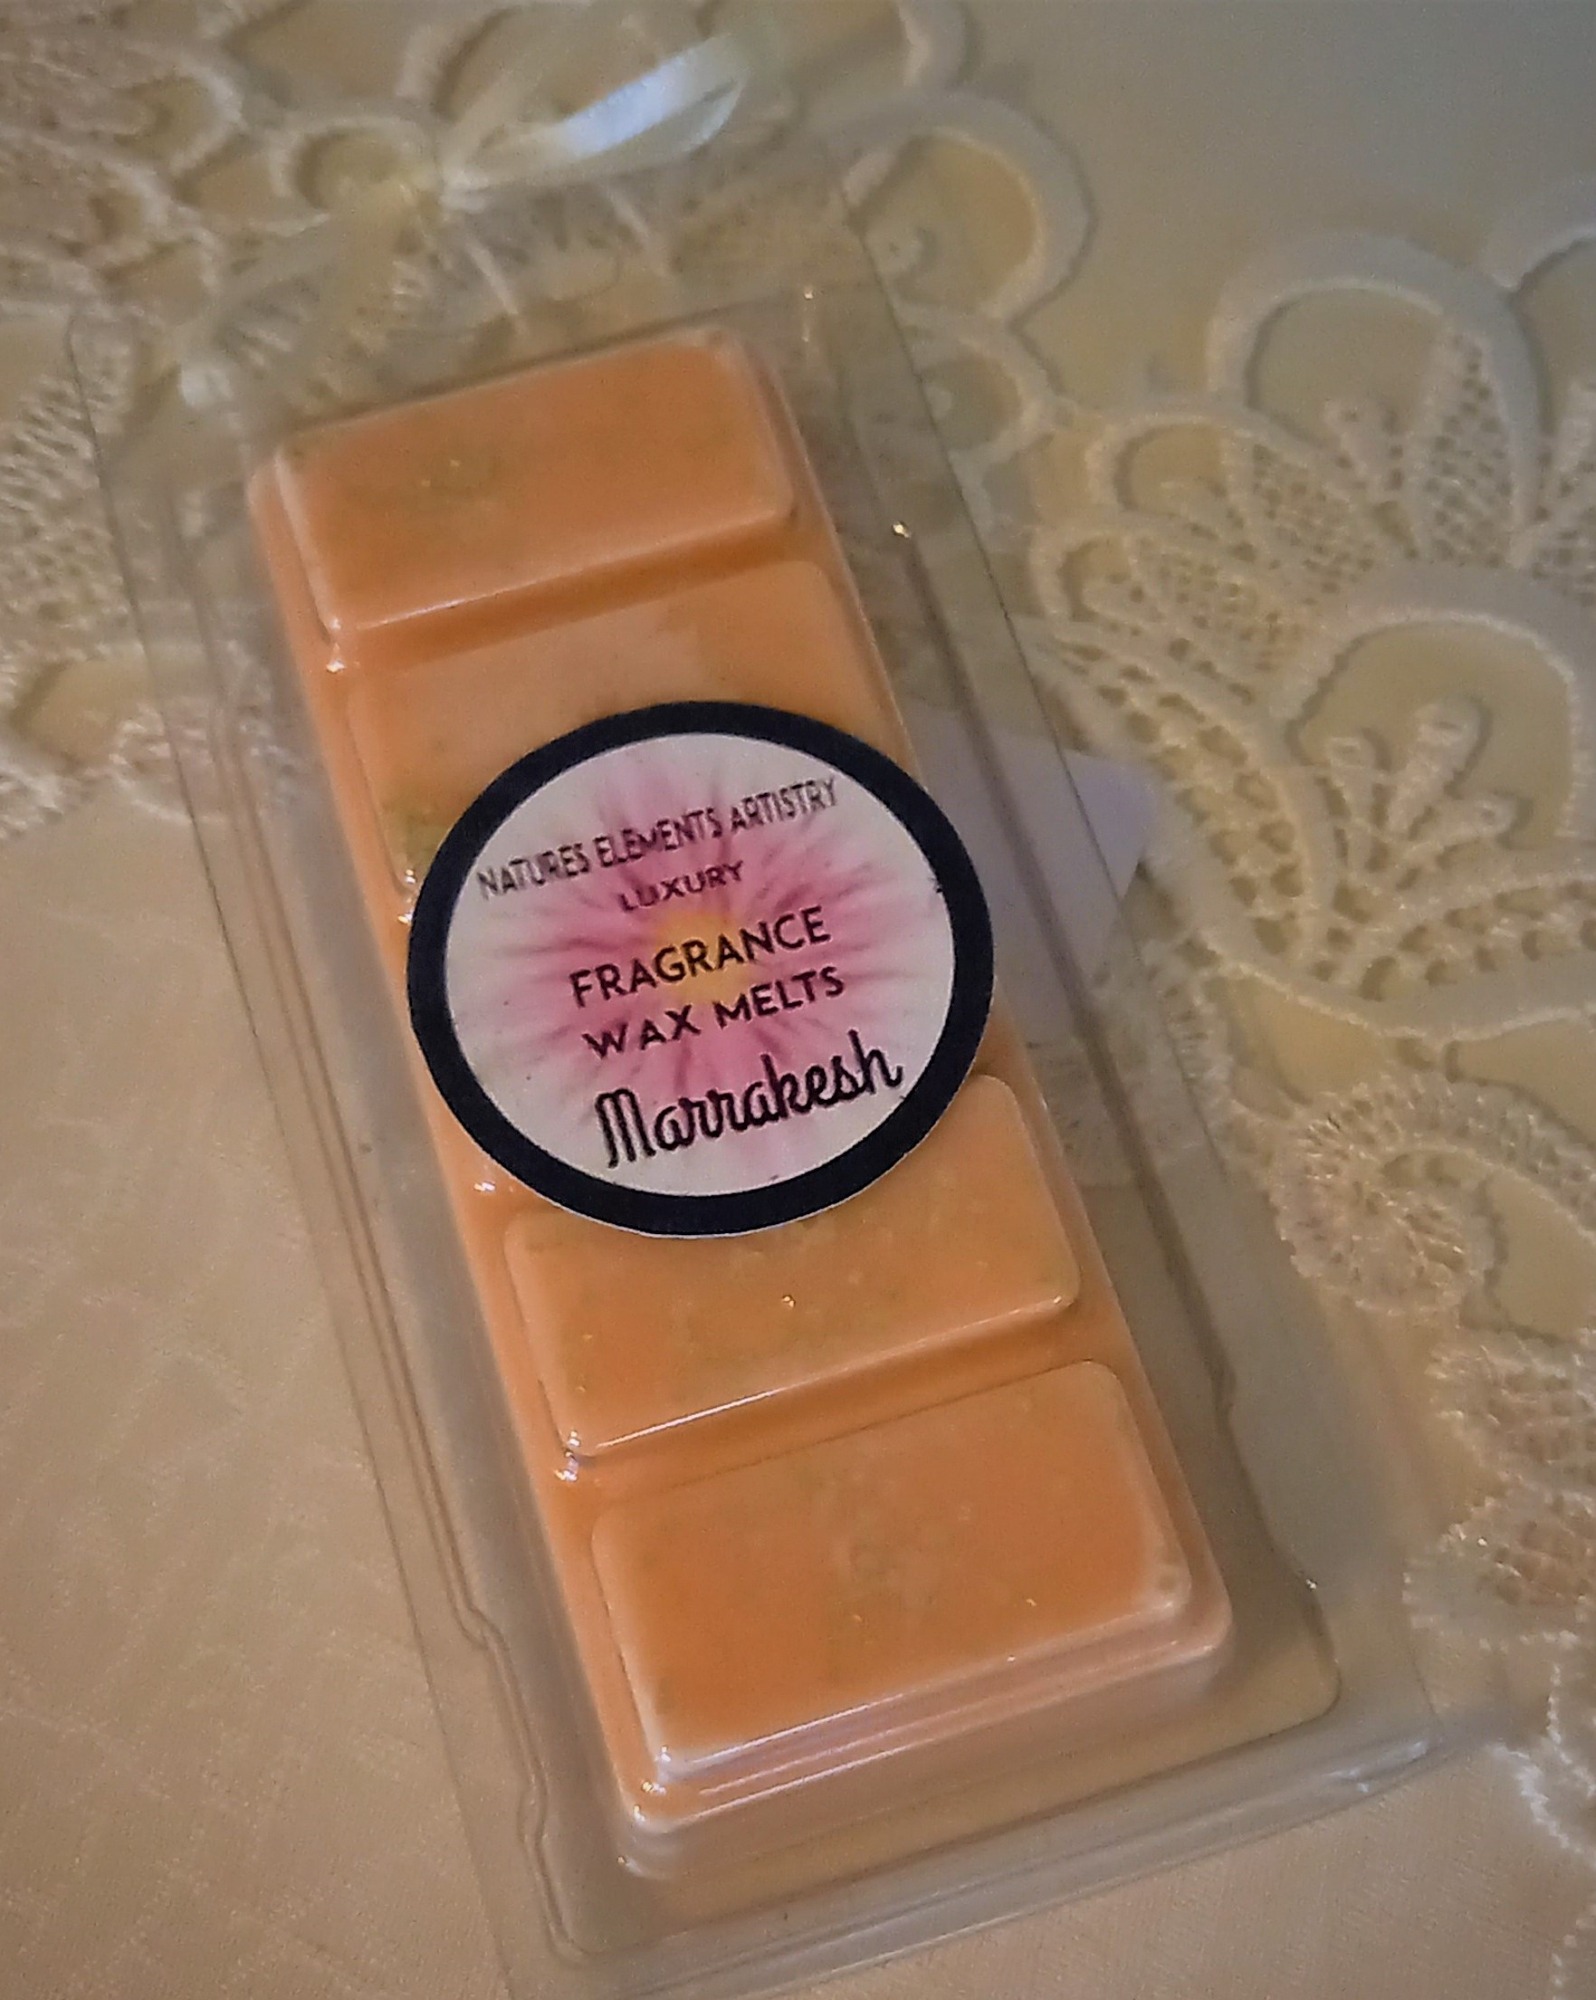 NATURES ELEMENTS ARTISTRY
LUXURY
FRAGRANCE
WAX MELTS
Marrakesh